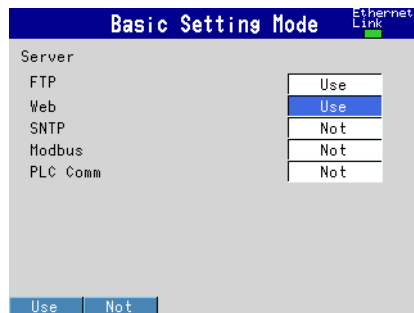 Basic Setting Mode
Ethernet
Link
Server
FTP Use
Web Use
SNTP Not
Modbus Not
PLC Comm Not
Use Not